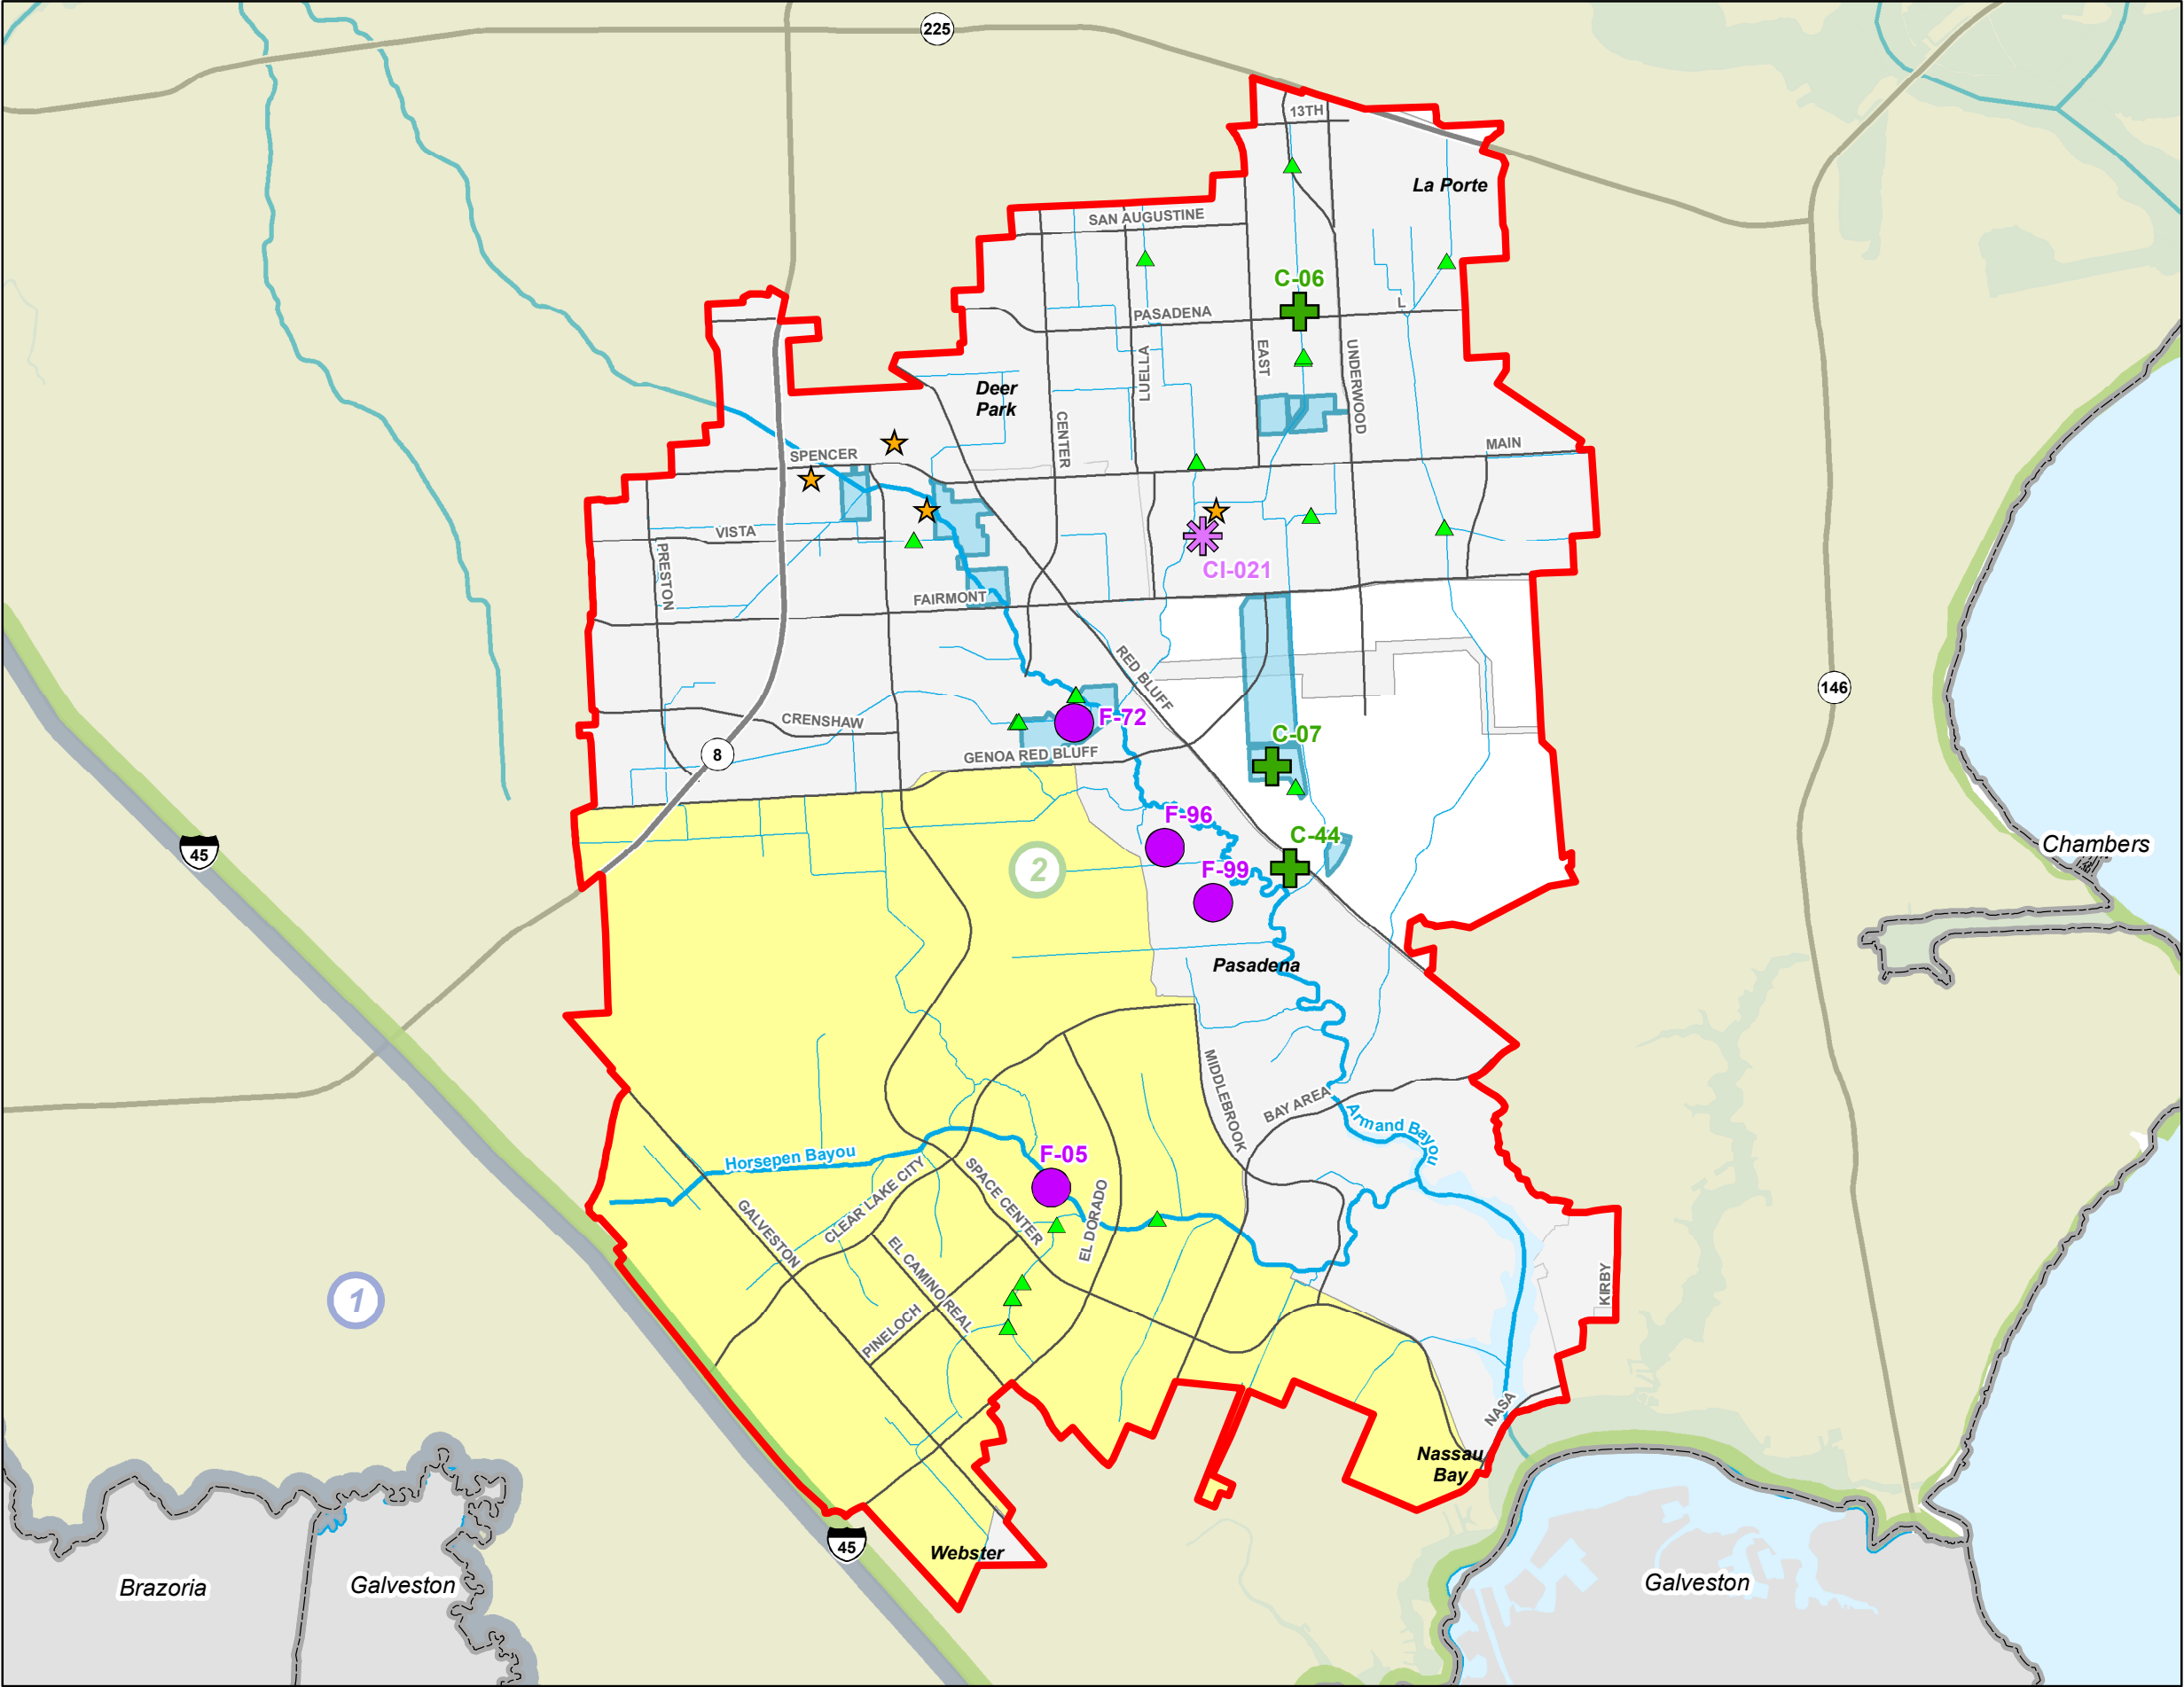 225
13TH
La Porte
SAN AUGUSTINE
C-06
L
PASADENA
EAST
UNDERWOOD
LUELLA
Deer
Park
CENTER
MAIN
SPENCER
VISTA
PRESTON
CI-021
FAIRMONT
RED BLUFF
146
F-72
CRENSHAW
C-07
8
GENOA RED BLUFF
F-96
C-44
Chambers
45
2
F-99
Pasadena
MIDDLEBROOK
BAY AREA
Armand Bayou
Horsepen Bayou
F-05
CLEAR LAKE CITY
SPACE CENTER
EL DORADO
GALVESTON
EL CAMINO REAL
KIRBY
1
PINELOCH
NASA
Nassau
Bay
45
Webster
Brazoria
Galveston
Galveston